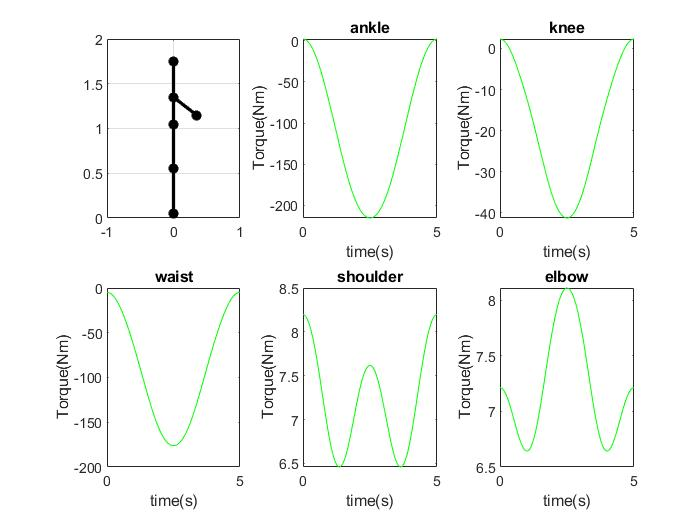 ankle
knee
2
1.5
1
0.5
0
-1
0
1
Torque(Nm)
0
-50
-100
-150
-200
0
5
time(s)
Torque(Nm)
0
-10
-20
-30
-40
0
5
time(s)
waist
shoulder
elbow
Torque(Nm)
0
-50
-100
-150
-200
0
5
time(s)
Torque(Nm)
8.5
8
7.5
7
6.5
0
5
time(s)
Torque(Nm)
8
7.5
7
6.5
0
5
time(s)